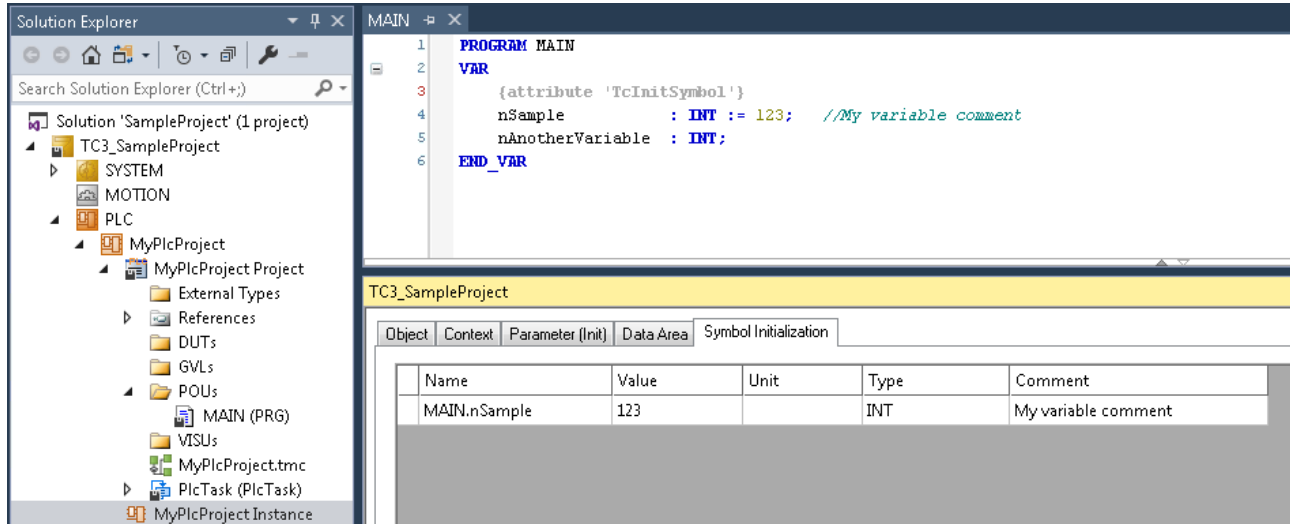 Solution Explorer
Search Solution Explorer (Ctrl+;)
Solution 'SampleProject' (1 project)
TC3_SampleProject
SYSTEM
MOTION
PLC
MyPlcProject
MyPlcProject Project
External Types
References
DUTs
GVLs
POUs
MAIN (PRG)
VISUs
MyPlcProject.tmc
PlcTask (PlcTask)
MyPlcProject Instance
MAIN
1 PROGRAM MAIN
2 VAR
3 {attribute 'TcInitSymbol'}
4 nSample : INT := 123; //My variable comment
5 nAnotherVariable : INT;
6 END_VAR
TC3_SampleProject
Object Context Parameter (Init) Data Area Symbol Initialization
Name Value Unit Type Comment
MAIN.nSample 123 INT My variable comment